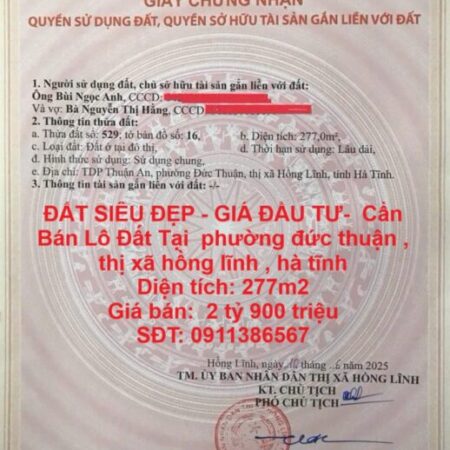 GIẤY CHỨNG NHẬN
QUYỀN SỬ DỤNG ĐẤT, QUYỀN SỞ HỮU TÀI SẢN GẮN LIỀN VỚI ĐẤT
1. Người sử dụng đất, chủ sở hữu tài sản gắn liền với đất:
Ông Bùi Ngọc Anh, CCCD:
Và vợ: Bà Nguyễn Thị Hằng, CCCD
2. Thông tin thửa đất:
a. Thửa đất số: 529; tờ bản đồ số: 16, b. Diện tích: 277,0m²,
c. Loại đất: Đất ở tại đô thị, d. Thời hạn sử dụng: Lâu dài,
đ. Hình thức sử dụng: Sử dụng chung,
e. Địa chỉ: TDP Thuận An, phường Đức Thuận, thị xã Hồng Lĩnh, tỉnh Hà Tĩnh.
3. Thông tin tài sản gắn liền với đất: -/-
ĐẤT SIÊU ĐẸP - GIÁ ĐẦU TƯ- Cần
Bán Lô Đất Tại phường đức thuận ,
thị xã hồng lĩnh , hà tĩnh
Diện tích: 277m2
Giá bán: 2 tỷ 900 triệu
SĐT: 0911386567
Hồng Lĩnh, ngày tháng 6 năm 2025
TM. ỦY BAN NHÂN DÂN THỊ XÃ HỒNG LĨNH
KT. CHỦ TỊCH
PHÓ CHỦ TỊCH